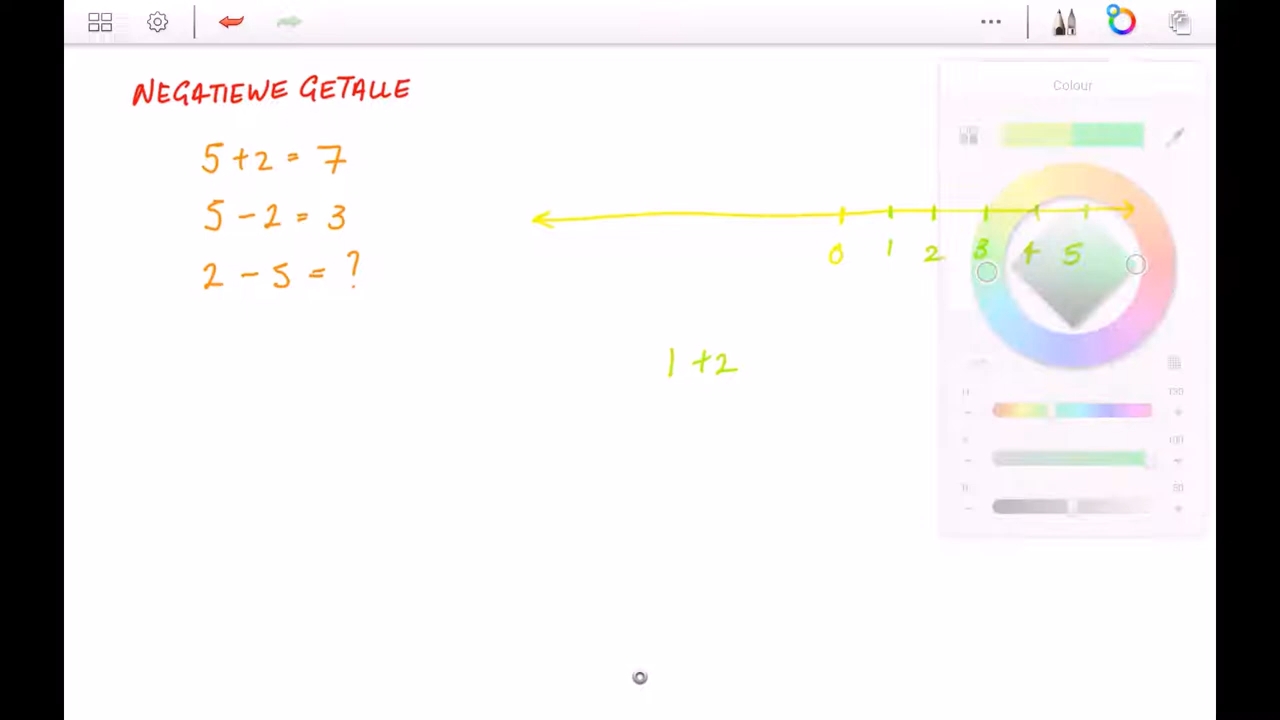 NEGATIEWE GETALLE
5 + 2 = 7
5 - 2 = 3
2 - 5 = ?
0 1 2 3 4 5
1 + 2
Colour